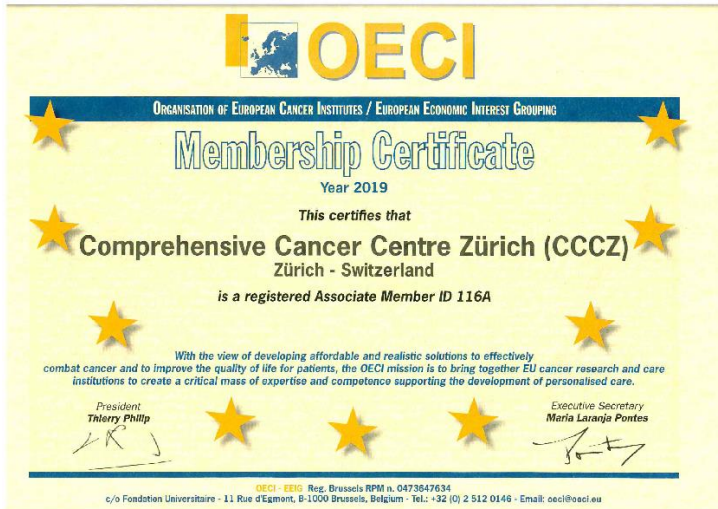 OECI
ORGANISATION OF EUROPEAN CANCER INSTITUTES / EUROPEAN ECONOMIC INTEREST GROUPING
Membership Certificate
Year 2019
This certifies that
Comprehensive Cancer Centre Zürich (CCCZ)
Zürich - Switzerland
is a registered Associate Member ID 116A
With the view of developing affordable and realistic solutions to effectively
combat cancer and to improve the quality of life for patients, the OECI mission is to bring together EU cancer research and care
institutions to create a critical mass of expertise and competence supporting the development of personalised care.
President
Thierry Philip
Executive Secretary
Maria Laranja Pontes
OECI - EEIG Reg. Brussels RPM n. 0473647634
c/o Fondation Universitaire - 11 Rue d'Egmont, B-1000 Brussels, Belgium - Tel.: +32 (0) 2 512 0146 - Email: oeci@oeci.eu